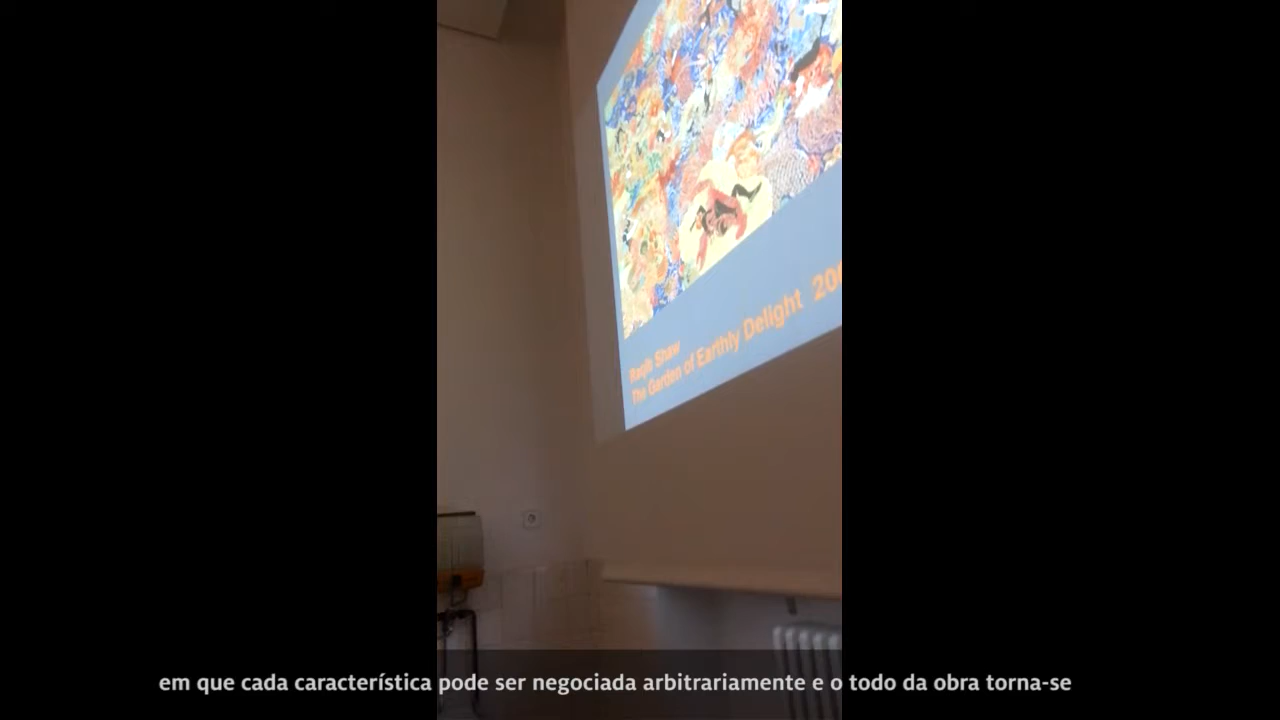 Raqib Shaw
The Garden of Earthly Delight
em que cada característica pode ser negociada arbitrariamente e o todo da obra torna-se